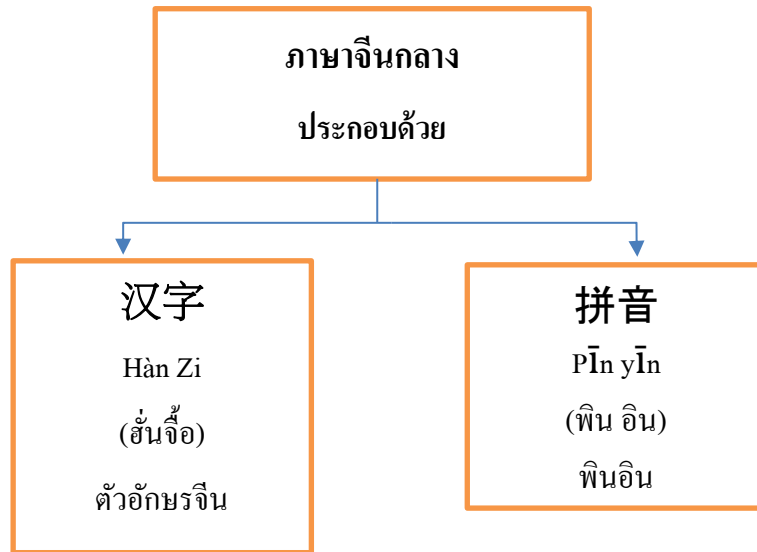 ภาษาจีนกลาง
ประกอบด้วย
汉字
Hàn Zi
(ฮั่นจื้อ)
ตัวอักษรจีน
拼音
Pīn yīn
(พิน อิน)
พินอิน